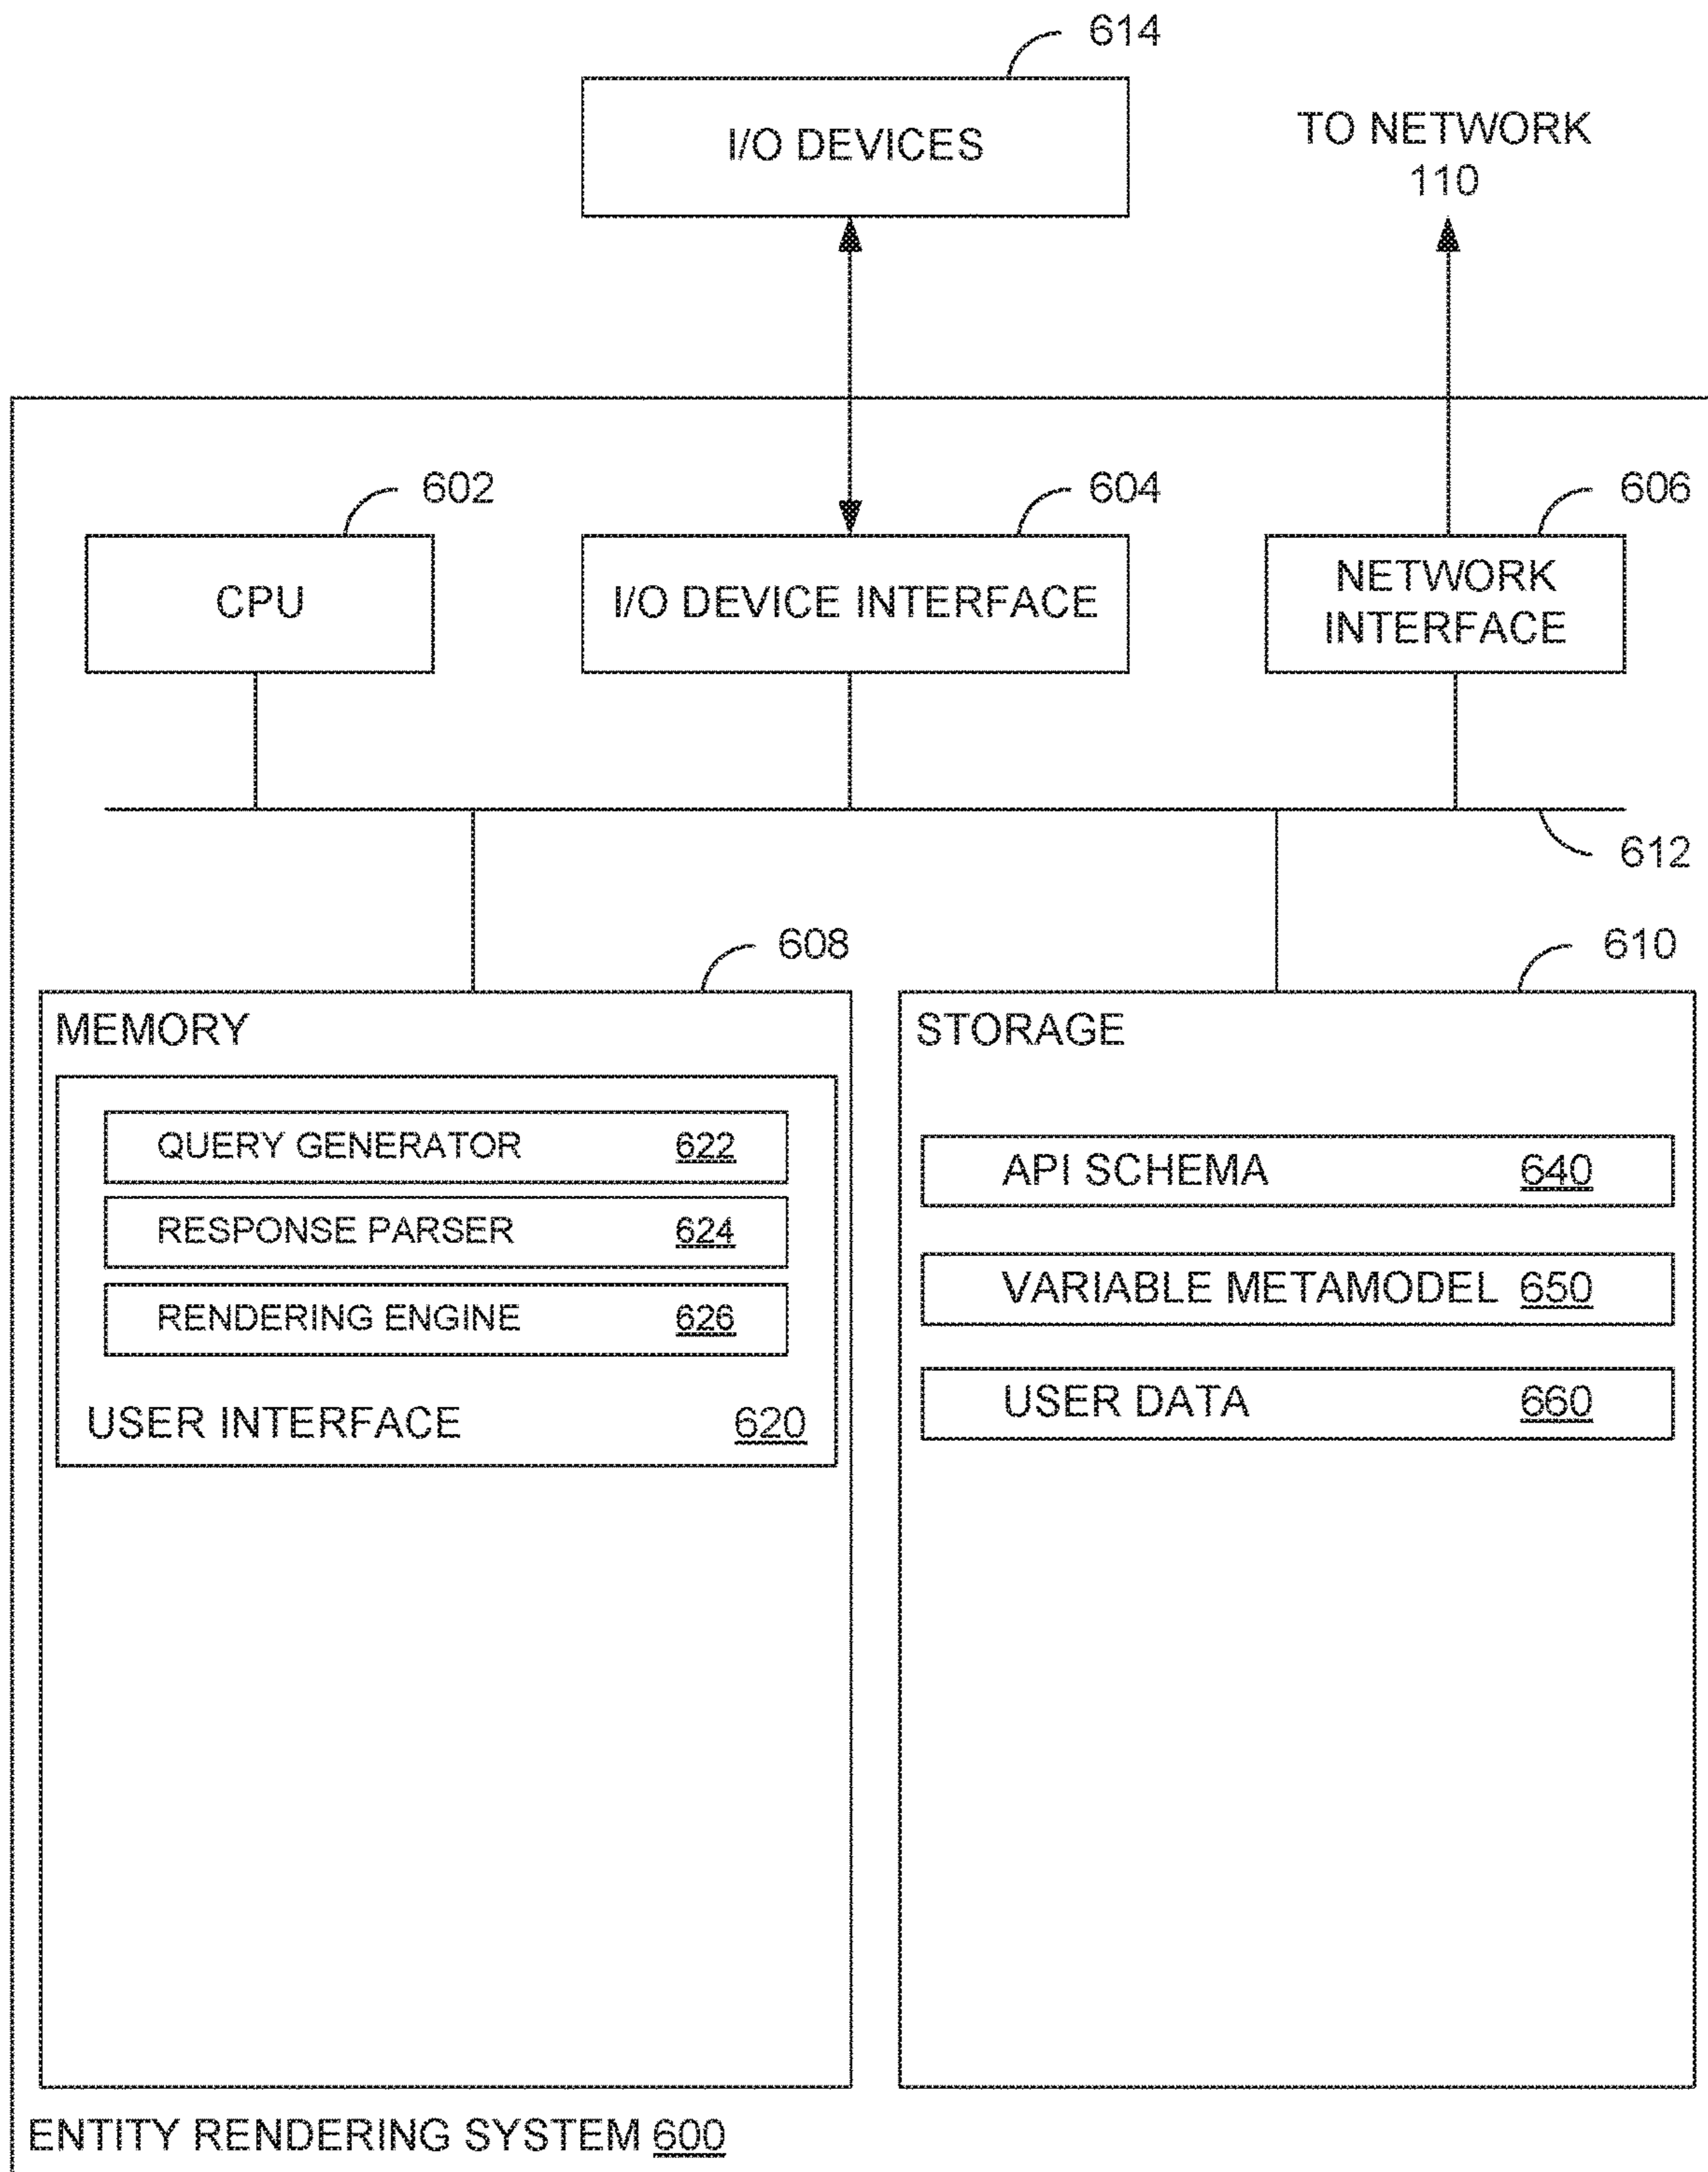 614
I/O DEVICES
TO NETWORK
110
602
604
606
CPU
I/O DEVICE INTERFACE
NETWORK
INTERFACE
612
608
610
MEMORY
QUERY GENERATOR 622
RESPONSE PARSER 624
RENDERING ENGINE 626
USER INTERFACE 620
STORAGE
API SCHEMA 640
VARIABLE METAMODEL 650
USER DATA 660
ENTITY RENDERING SYSTEM 600